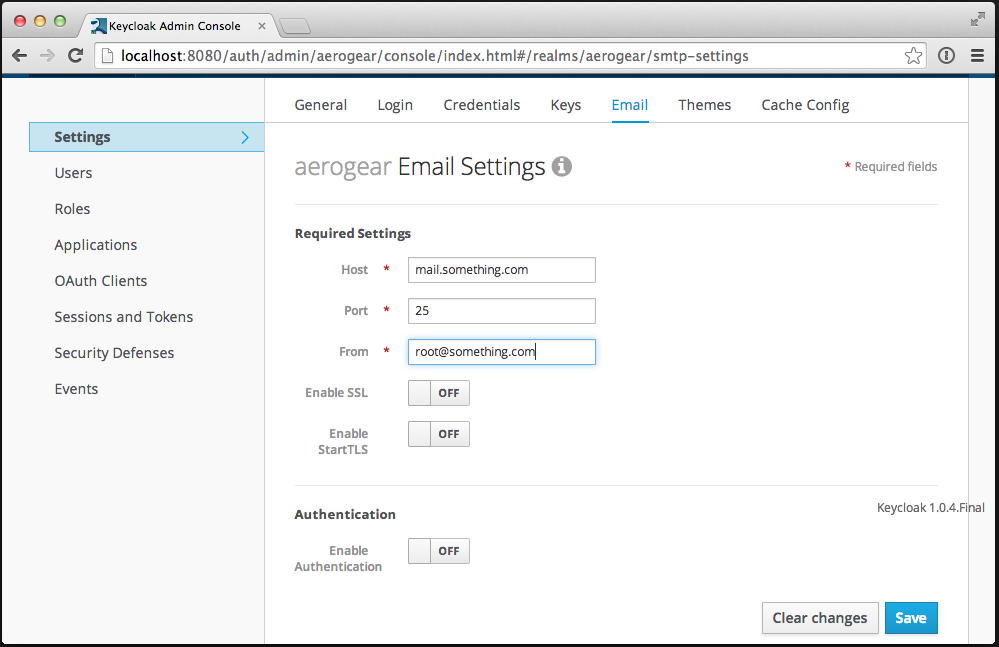 Keycloak Admin Console
localhost:8080/auth/admin/aerogear/console/index.html#/realms/aerogear/smtp-settings
General Login Credentials Keys Email Themes Cache Config
Settings
Users
Roles
Applications
OAuth Clients
Sessions and Tokens
Security Defenses
Events
aerogear Email Settings
* Required fields
Required Settings
Host * mail.something.com
Port * 25
From * root@something.com
Enable SSL OFF
Enable
StartTLS
OFF
Authentication
Keycloak 1.0.4.Final
Enable
Authentication
OFF
Clear changes Save